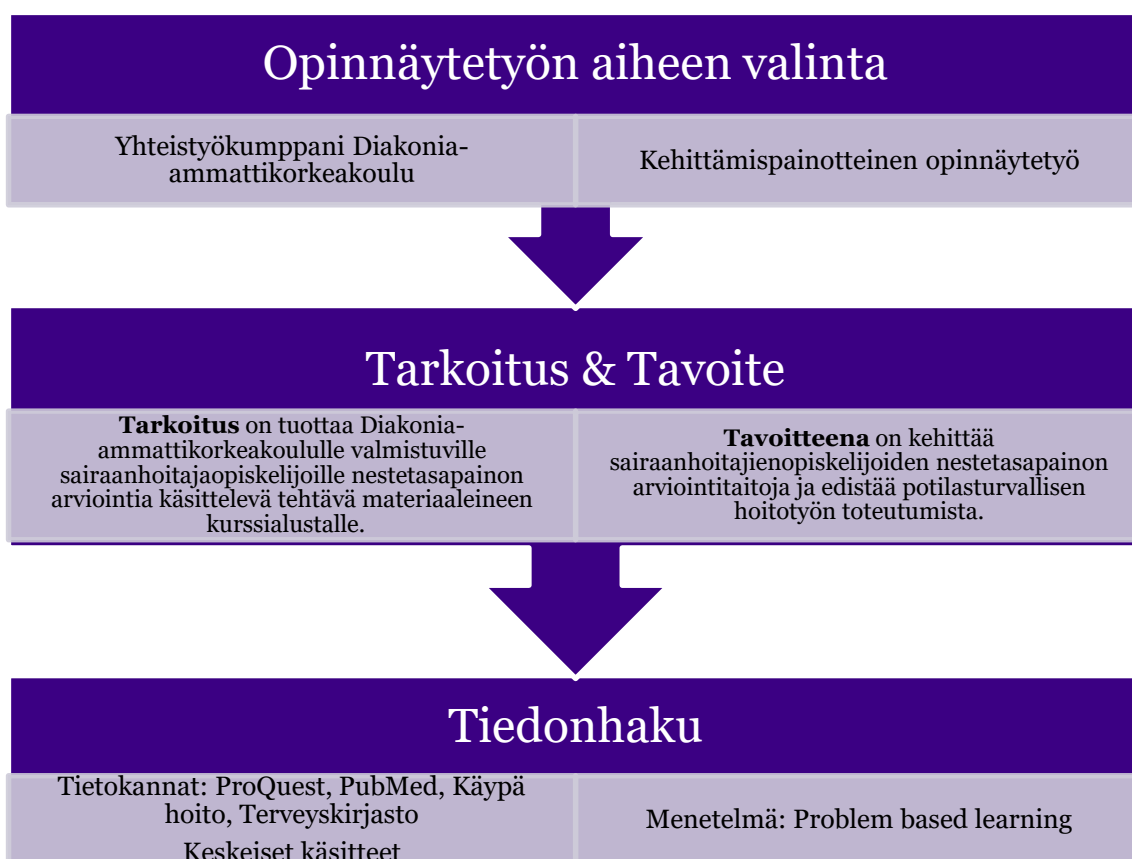 Opinnäytetyön aiheen valinta
Yhteistyökumppani Diakonia-
ammattikorkeakoulu
Kehittämispainotteinen opinnäytetyö
Tarkoitus & Tavoite
Tarkoitus on tuottaa Diakonia-
ammattikorkeakoululle valmistuville
sairaanhoitajaopiskelijoille nestetasapainon
arviointia käsittelevä tehtävä materiaaleineen
kurssialustalle.
Tavoitteena on kehittää
sairaanhoitajienopiskelijoiden nestetasapainon
arviointitaitoja ja edistää potilasturvallisen
hoitotyön toteutumista.
Tiedonhaku
Tietokannat: ProQuest, PubMed, Käypä
hoito, Terveyskirjasto
Keskeiset käsitteet
Menetelmä: Problem based learning